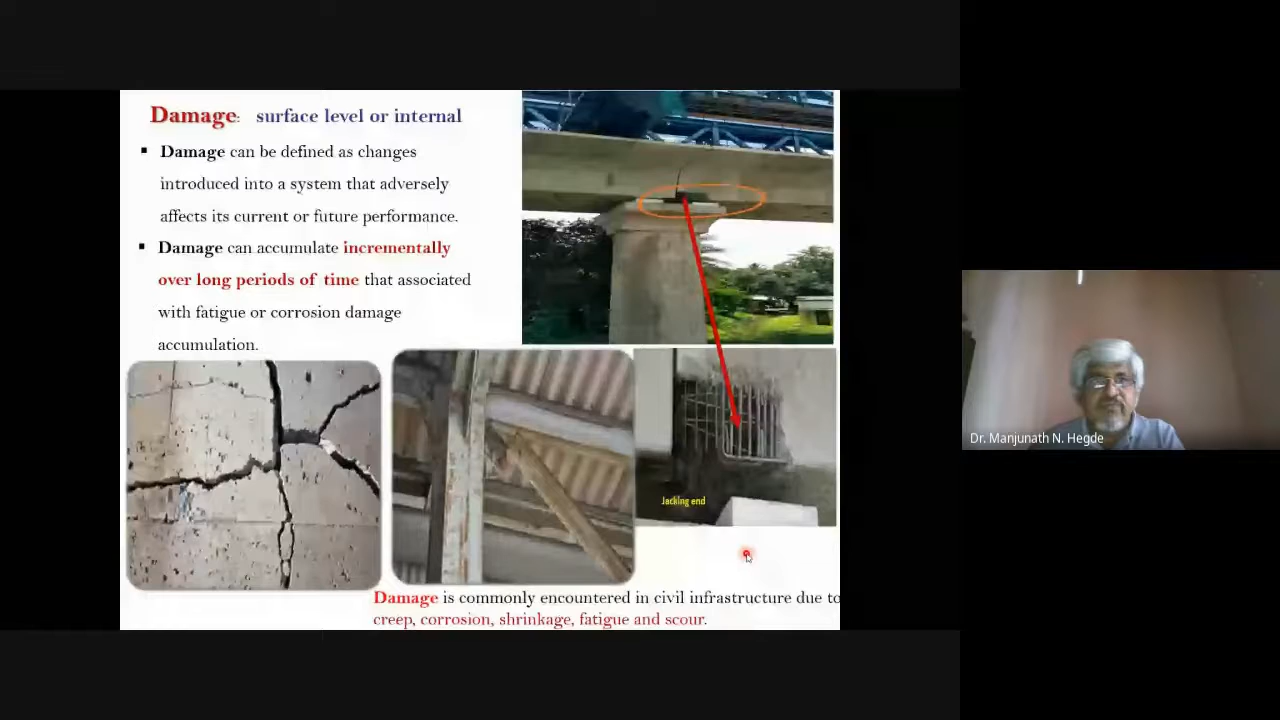 Damage: surface level or internal
▪ Damage can be defined as changes
introduced into a system that adversely
affects its current or future performance.
▪ Damage can accumulate incrementally
over long periods of time that associated
with fatigue or corrosion damage
accumulation.
Jacking end
Damage is commonly encountered in civil infrastructure due to
creep, corrosion, shrinkage, fatigue and scour.
Dr. Manjunath N. Hegde